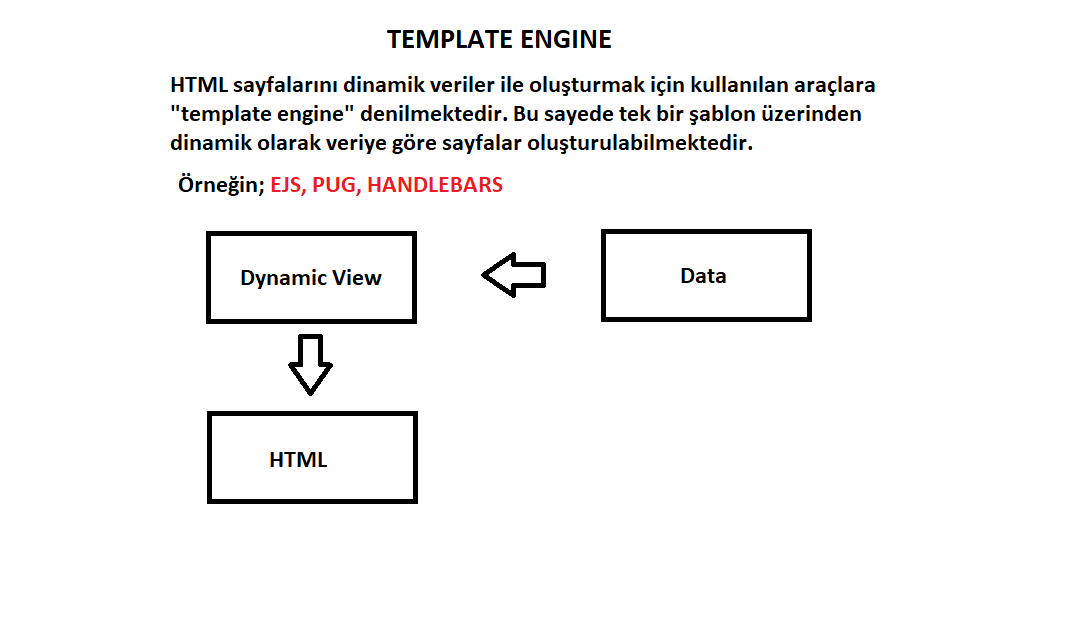 TEMPLATE ENGINE
HTML sayfalarını dinamik veriler ile oluşturmak için kullanılan araçlara
"template engine" denilmektedir. Bu sayede tek bir şablon üzerinden
dinamik olarak veriye göre sayfalar oluşturulabilmektedir.
Örneğin; EJS, PUG, HANDLEBARS
Dynamic View
Data
HTML